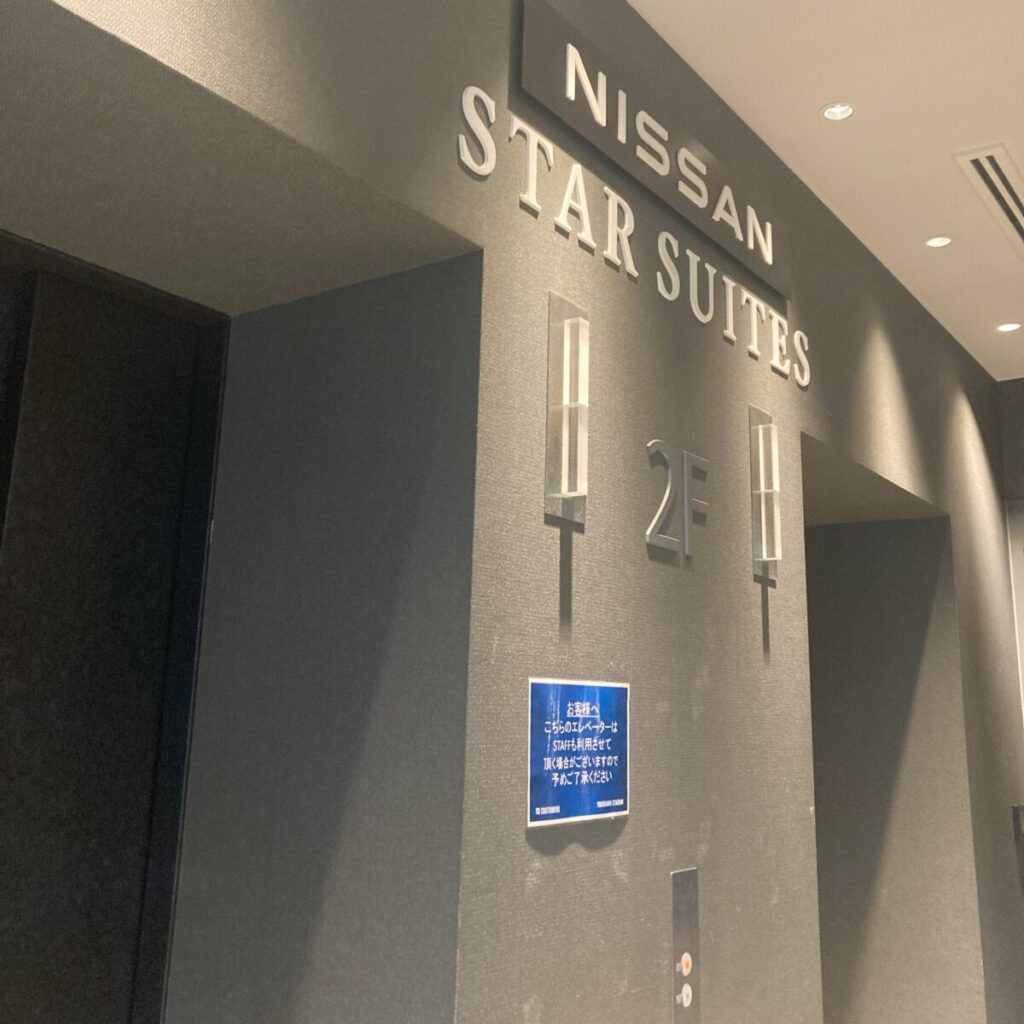 NISSAN
STAR SUITES
2F
お客様へ
こちらのエレベーターは
STAFFも利用させて
頂く場合がございますので
予めご了承ください
TO CUSTOMERS
YOKOHAMA STADIUM